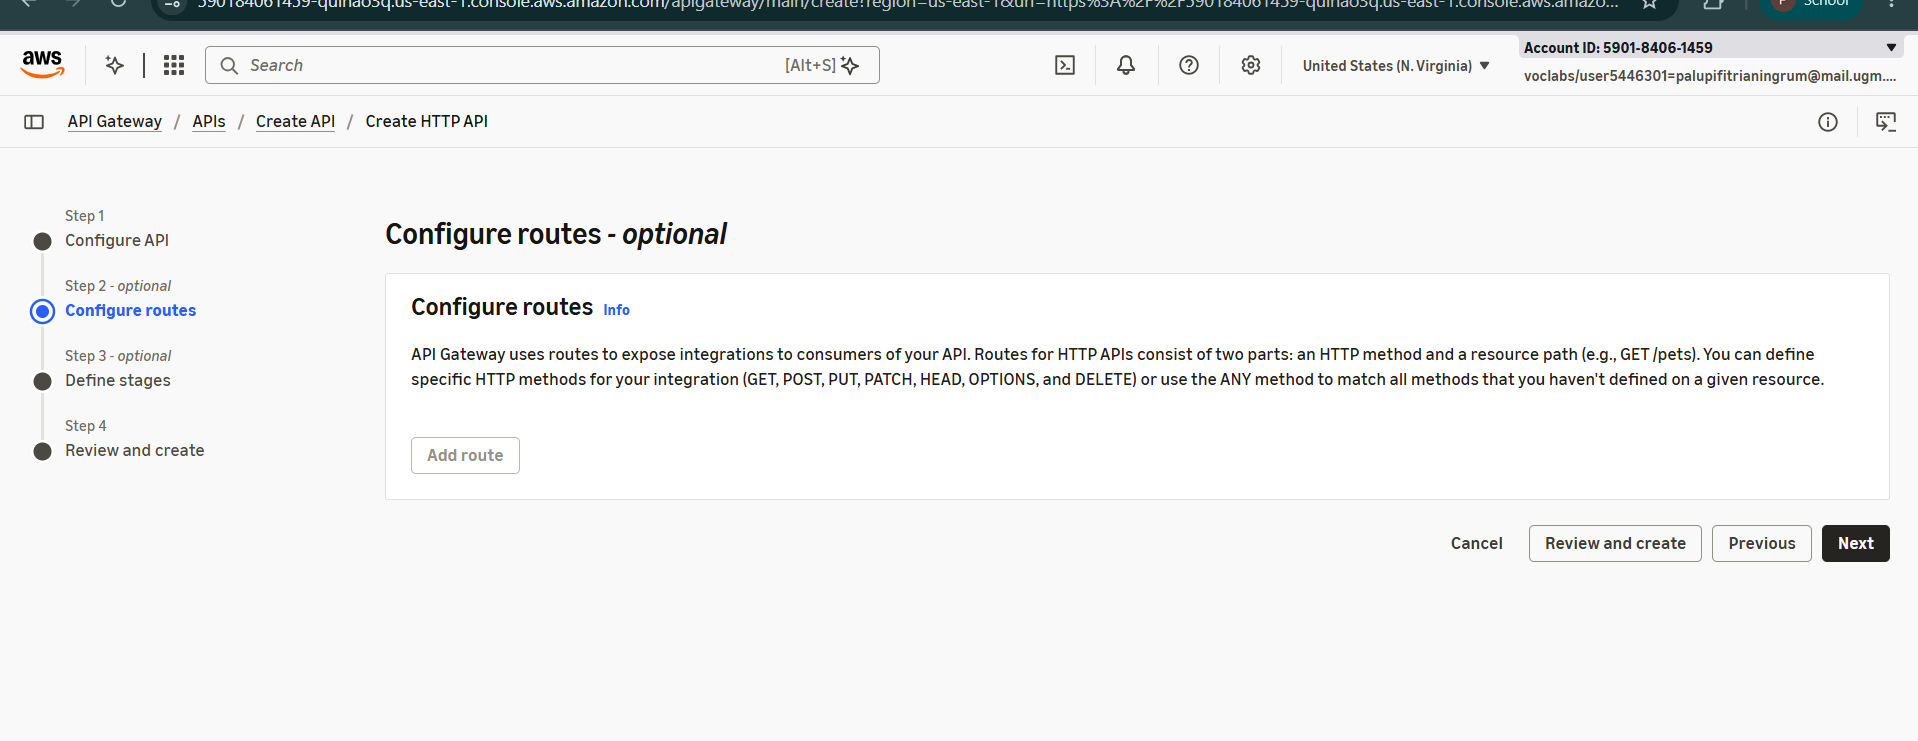 School
aws
Search
[Alt+S]
United States (N. Virginia)
Account ID: 5901-8406-1459
voclabs/user5446301=palupifitrianingrum@mail.ugm....
API Gateway / APIs / Create API / Create HTTP API
Step 1
Configure API
Step 2 - optional
Configure routes
Step 3 - optional
Define stages
Step 4
Review and create
Configure routes - optional
Configure routes Info
API Gateway uses routes to expose integrations to consumers of your API. Routes for HTTP APIs consist of two parts: an HTTP method and a resource path (e.g., GET /pets). You can define
specific HTTP methods for your integration (GET, POST, PUT, PATCH, HEAD, OPTIONS, and DELETE) or use the ANY method to match all methods that you haven't defined on a given resource.
Add route
Cancel
Review and create
Previous
Next